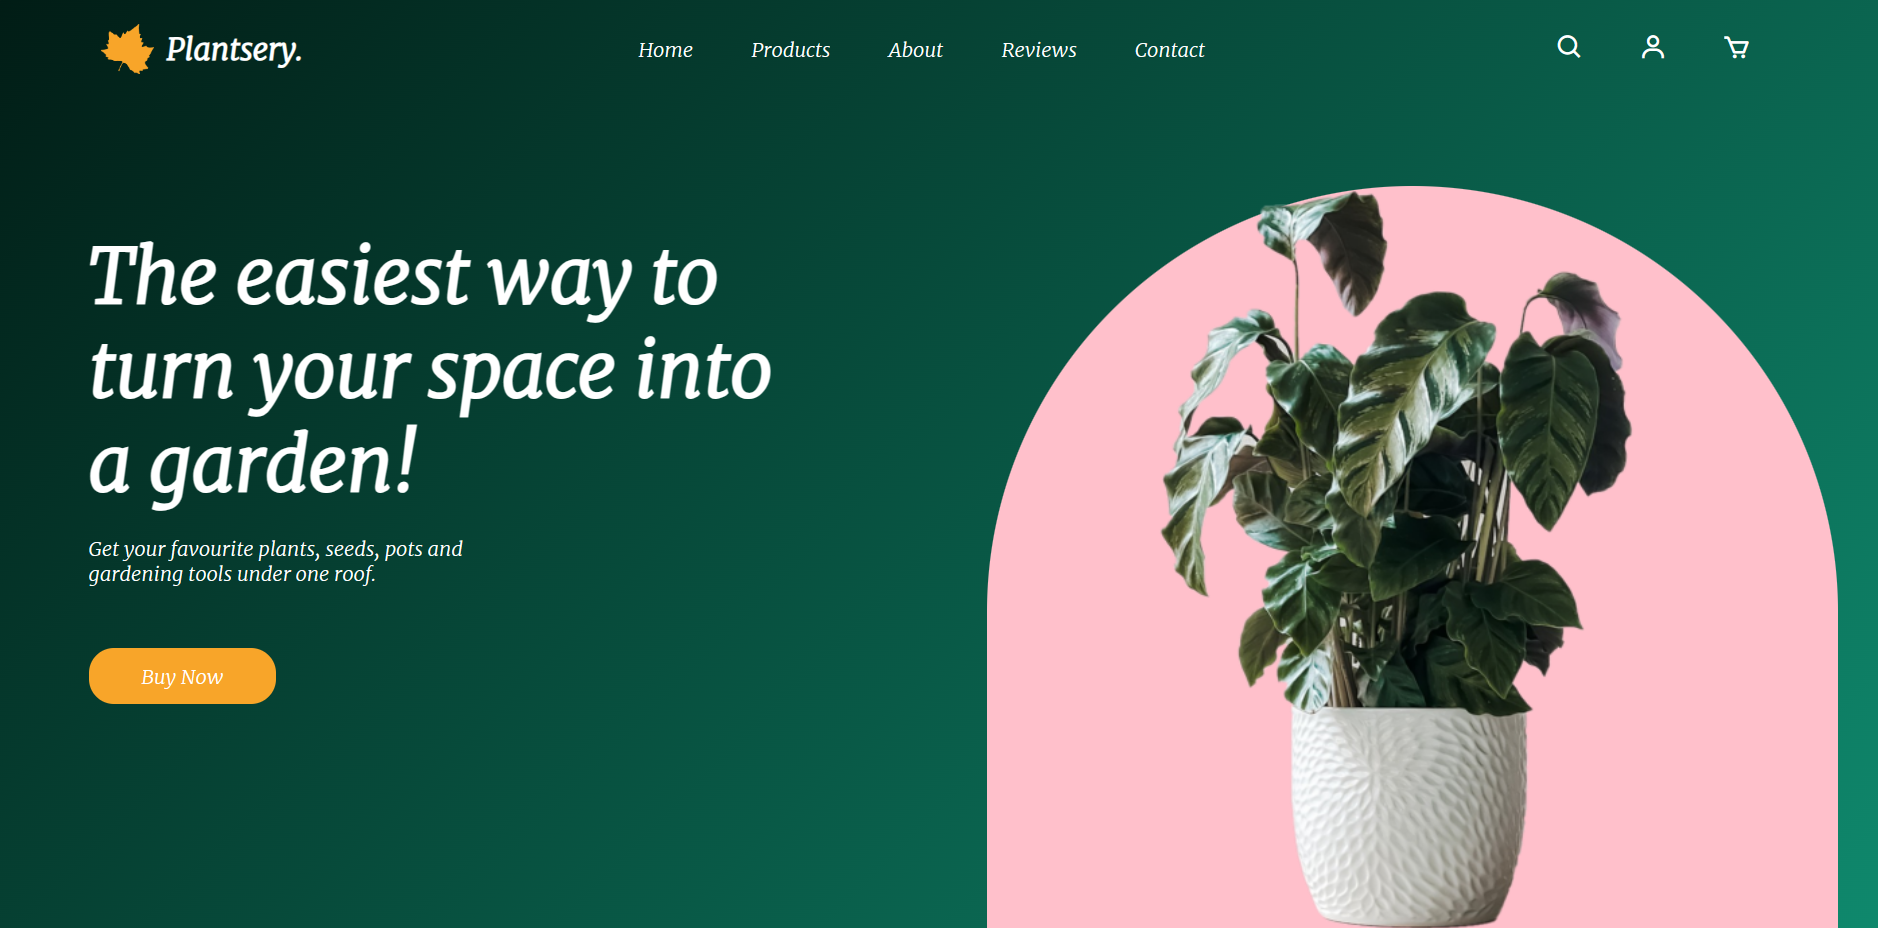 Plantsery.
Home Products About Reviews Contact
The easiest way to
turn your space into
a garden!
Get your favourite plants, seeds, pots and
gardening tools under one roof.
Buy Now